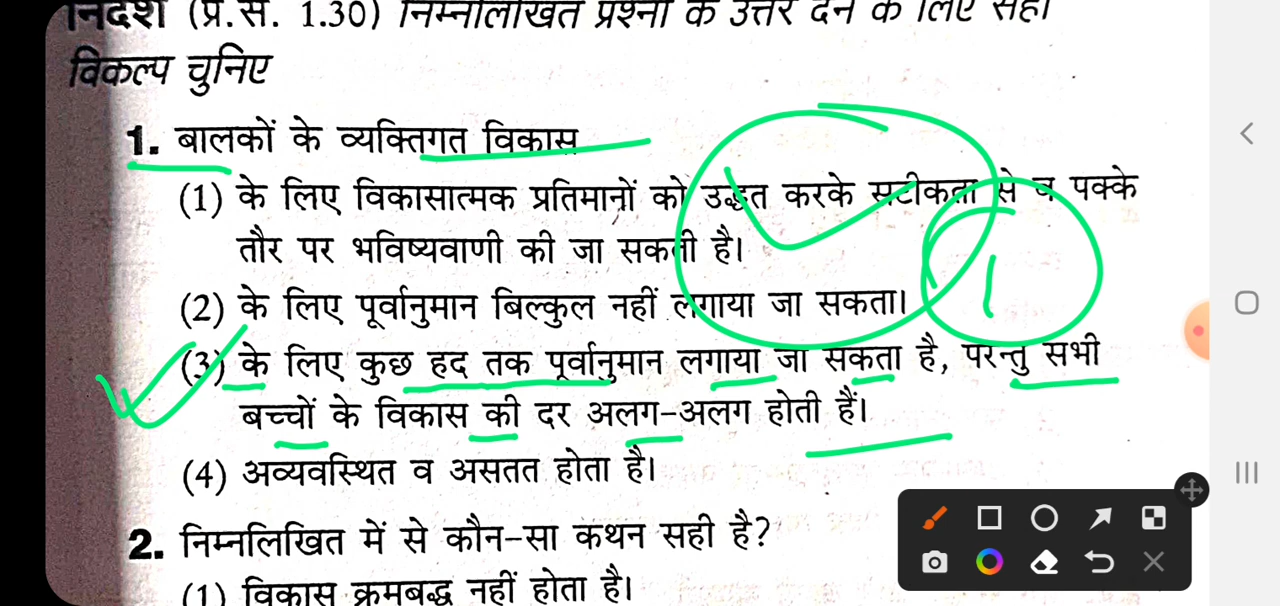 निर्देश (प्र.सं. 1.30) निम्नलिखित प्रश्नों के उत्तर देने के लिए सही
विकल्प चुनिए
1. बालकों के व्यक्तिगत विकास
(1) के लिए विकासात्मक प्रतिमानों को उद्धत करके सटीकता से व पक्के
तौर पर भविष्यवाणी की जा सकती है।
(2) के लिए पूर्वानुमान बिल्कुल नहीं लगाया जा सकता।
(3) के लिए कुछ हद तक पूर्वानुमान लगाया जा सकता है, परन्तु सभी
बच्चों के विकास की दर अलग-अलग होती हैं।
(4) अव्यवस्थित व असतत होता है।
2. निम्नलिखित में से कौन-सा कथन सही है?
(1) विकास क्रमबद्ध नहीं होता है।